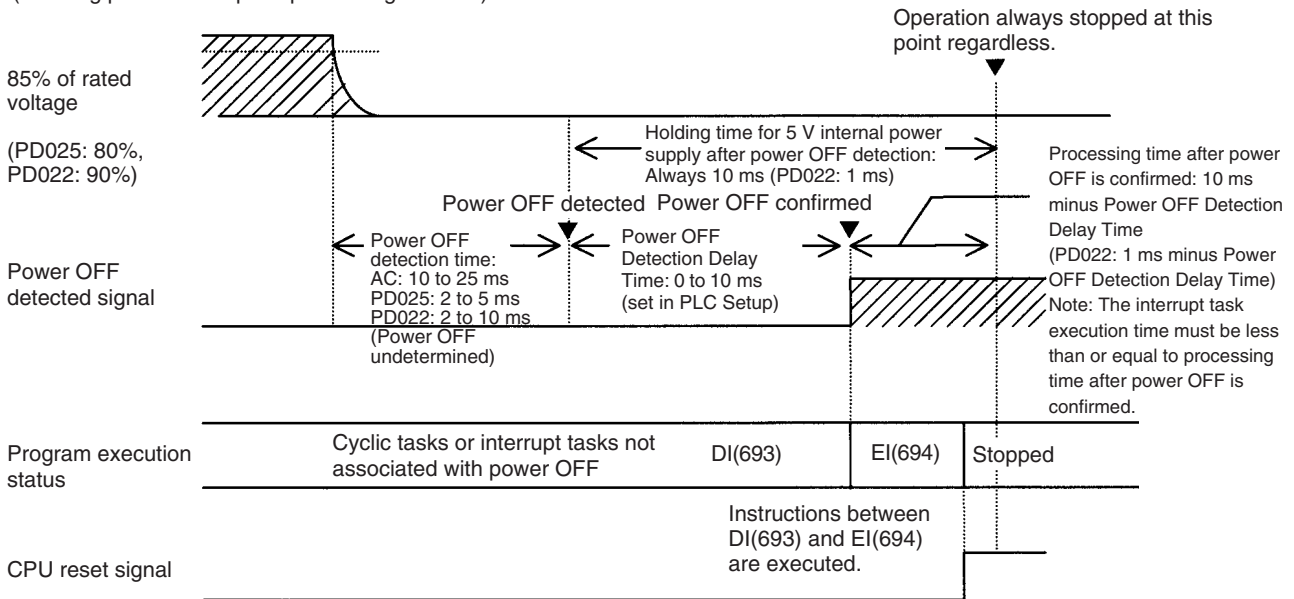 Operation always stopped at this
point regardless.
85% of rated
voltage
(PD025: 80%,
PD022: 90%)
Holding time for 5 V internal power
supply after power OFF detection:
Always 10 ms (PD022: 1 ms)
Processing time after power
OFF is confirmed: 10 ms
minus Power OFF Detection
Delay Time
(PD022: 1 ms minus Power
OFF Detection Delay Time)
Note: The interrupt task
execution time must be less
than or equal to processing
time after power OFF is
confirmed.
Power OFF detected
Power OFF confirmed
Power OFF
detection time:
AC: 10 to 25 ms
PD025: 2 to 5 ms
PD022: 2 to 10 ms
(Power OFF
undetermined)
Power OFF
Detection Delay
Time: 0 to 10 ms
(set in PLC Setup)
Power OFF
detected signal
Program execution
status
Cyclic tasks or interrupt tasks not
associated with power OFF
DI(693)
EI(694)
Stopped
Instructions between
DI(693) and EI(694)
are executed.
CPU reset signal